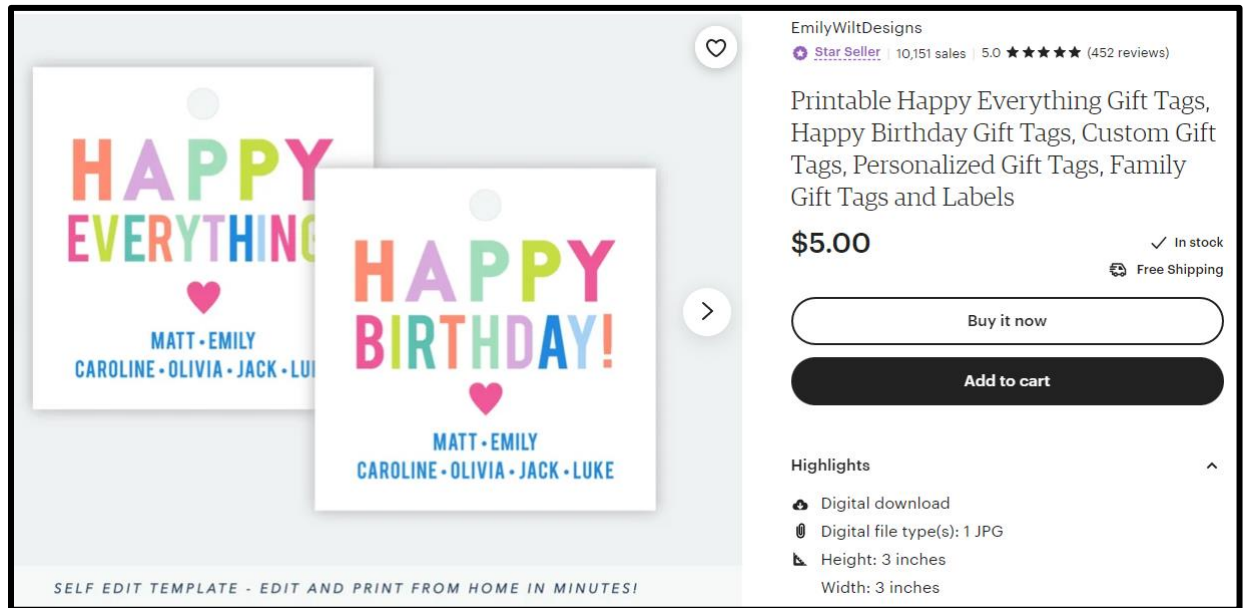 HAPPY
EVERYTHING
MATT • EMILY
CAROLINE • OLIVIA • JACK • LU
HAPPY
BIRTHDAY!
MATT • EMILY
CAROLINE • OLIVIA • JACK • LUKE
SELF EDIT TEMPLATE - EDIT AND PRINT FROM HOME IN MINUTES!
EmilyWiltDesigns
Star Seller | 10,151 sales | 5.0 ★★★★★ (452 reviews)
Printable Happy Everything Gift Tags,
Happy Birthday Gift Tags, Custom Gift
Tags, Personalized Gift Tags, Family
Gift Tags and Labels
$5.00
In stock
Free Shipping
Buy it now
Add to cart
Highlights
Digital download
Digital file type(s): 1 JPG
Height: 3 inches
Width: 3 inches